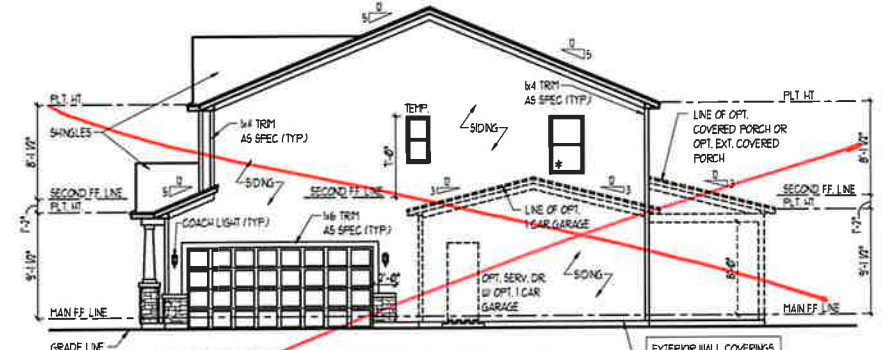 12
5
12
5
PLT. HT.
1x4 TRIM
AS SPEC (TYP.)
PLT. HT.
TEMP.
LINE OF OPT.
COVERED PORCH OR
OPT. EXT. COVERED
PORCH
SHINGLES
1x4 TRIM
AS SPEC (TYP.)
SIDING
8'-1 1/2"
7'-0"
*
8'-1 1/2"
5
SIDING
SECOND F.F. LINE
3
3
3
SECOND F.F. LINE
SECOND F.F. LINE
PLT. HT.
PLT. HT.
COACH LIGHT (TYP.)
1x6 TRIM
AS SPEC (TYP.)
LINE OF OPT.
1 CAR GARAGE
1'-2"
1'-2"
9'-1 1/2"
2'-0"
OPT. SERV. DR.
W/ OPT. 1 CAR
GARAGE
SIDING
8'-0"
9'-1 1/2"
MAIN F.F. LINE
MAIN F.F. LINE
GRADE LINE
EXTERIOR WALL COVERINGS